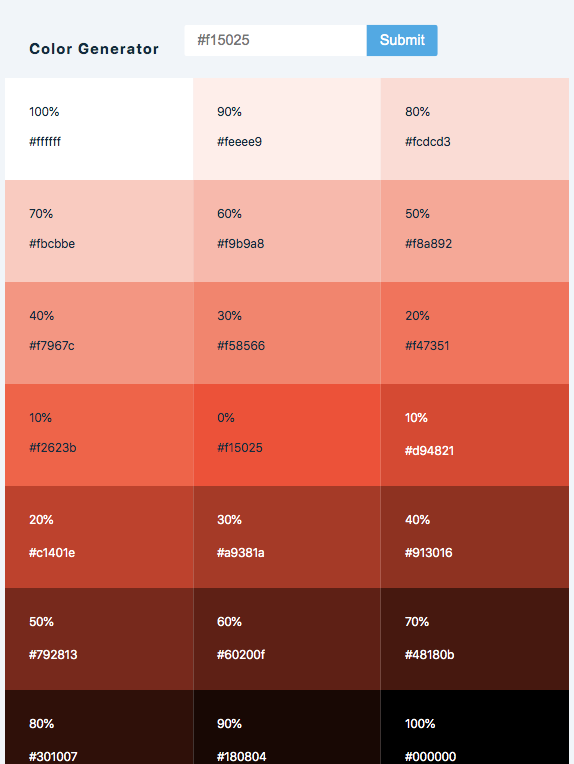 Color Generator
#f15025
Submit
100%
#ffffff
90%
#feeee9
80%
#fcdcd3
70%
#fbcbbe
60%
#f9b9a8
50%
#f8a892
40%
#f7967c
30%
#f58566
20%
#f47351
10%
#f2623b
0%
#f15025
10%
#d94821
20%
#c1401e
30%
#a9381a
40%
#913016
50%
#792813
60%
#60200f
70%
#48180b
80%
#301007
90%
#180804
100%
#000000